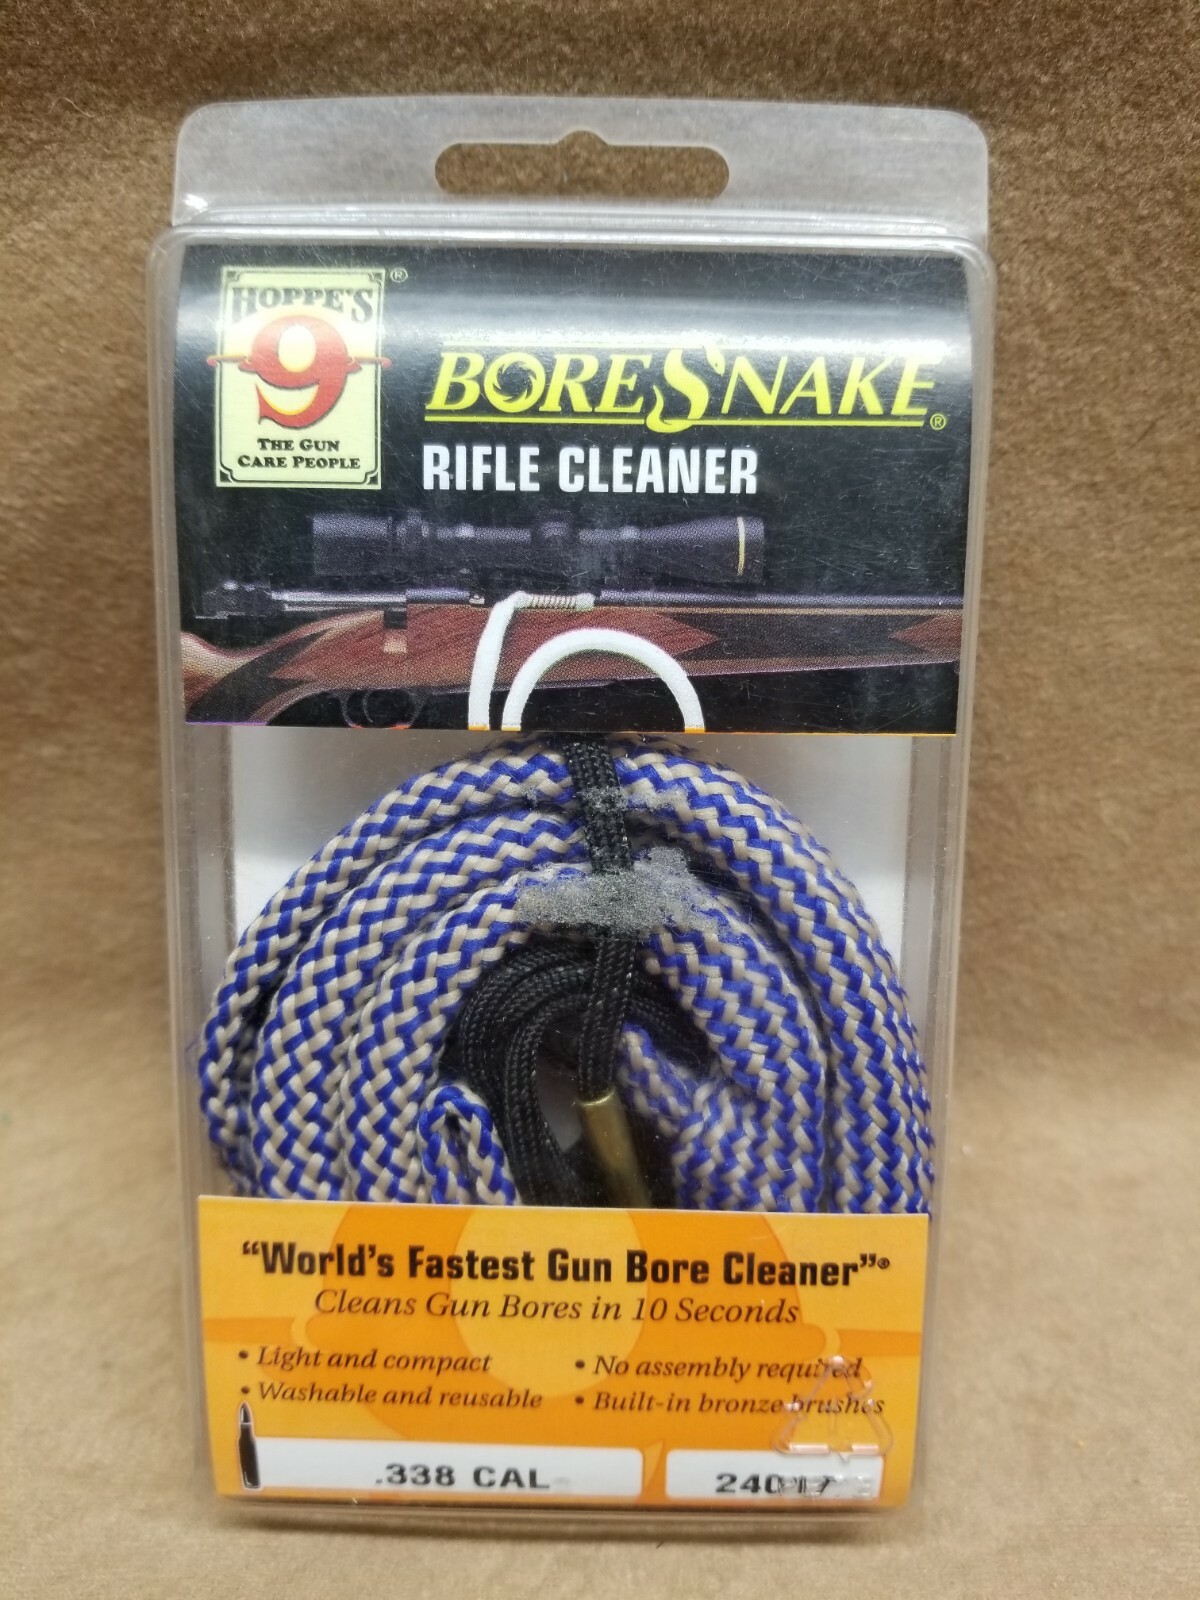 HOPPE'S ®
9
THE GUN
CARE PEOPLE
BORESNAKE®
RIFLE CLEANER
“World's Fastest Gun Bore Cleaner”®
Cleans Gun Bores in 10 Seconds
• Light and compact
• Washable and reusable
• No assembly required
• Built-in bronze brushes
.338 CAL
24017